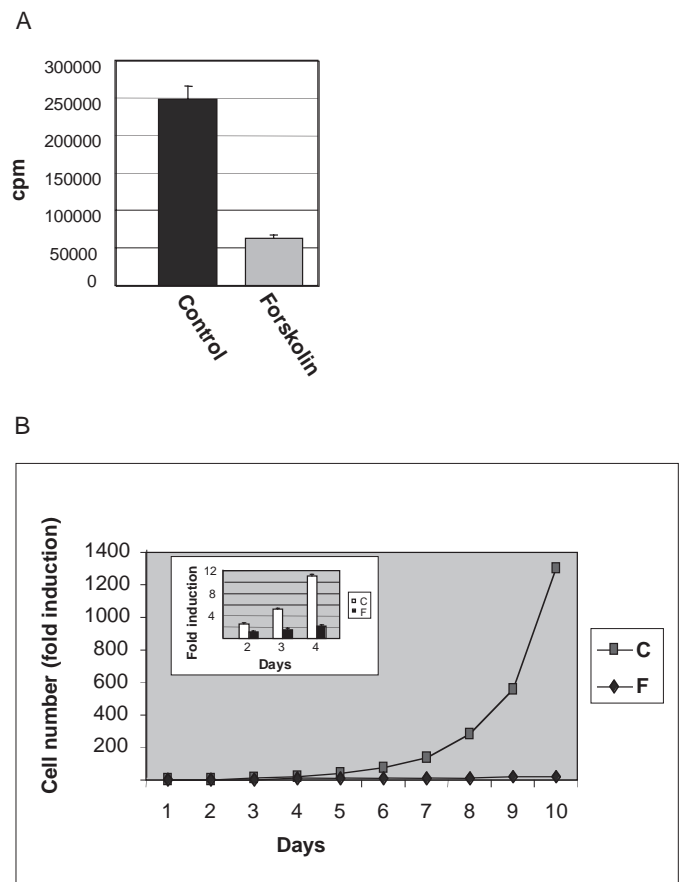 A
300000
250000
200000
150000
100000
50000
0
cpm
Control
Forskolin
B
Cell number (fold induction)
1400
1200
1000
800
600
400
200
1 2 3 4 5 6 7 8 9 10
Days
Fold induction
12
8
4
2 3 4
Days
C
F
C
F